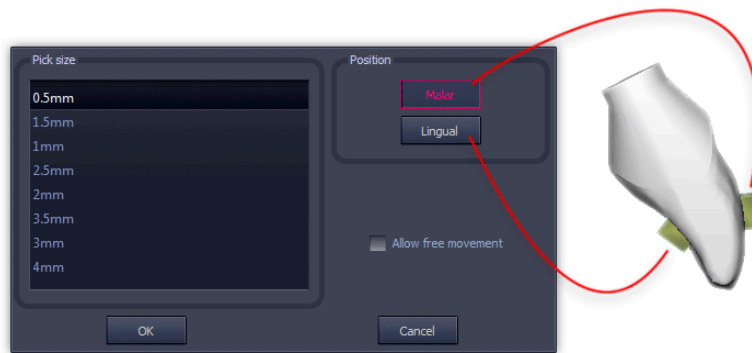 Pick size
0.5mm
1.5mm
1mm
2.5mm
2mm
3.5mm
3mm
4mm
Position
Malar
Lingual
Allow free movement
OK
Cancel